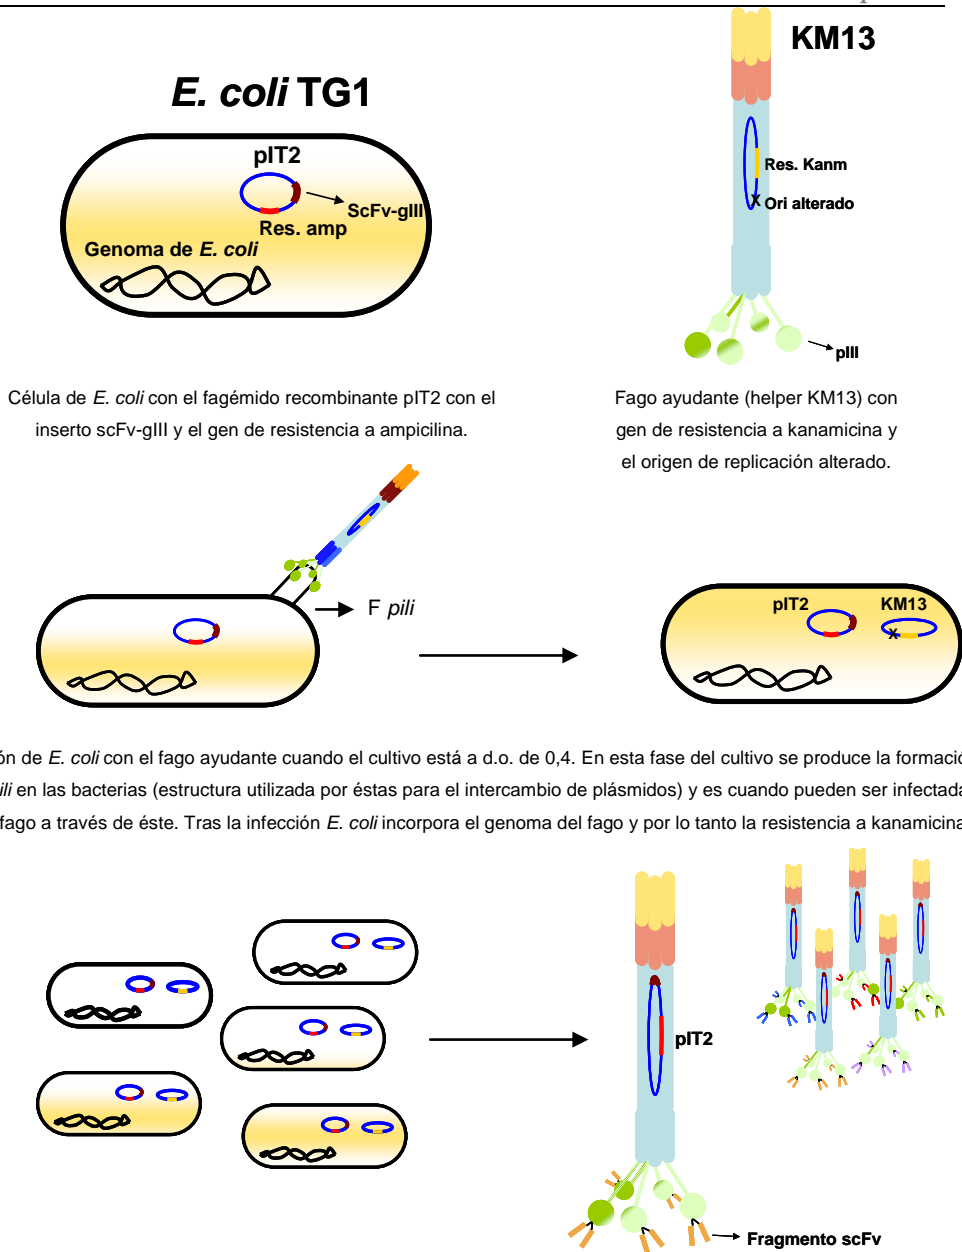 KM13
E. coli TG1
pIT2
ScFv-gIII
Res. amp
Genoma de E. coli
Res. Kanm
X Ori alterado
pIII
Célula de E. coli con el fagémido recombinante pIT2 con el
inserto scFv-gIII y el gen de resistencia a ampicilina.
Fago ayudante (helper KM13) con
gen de resistencia a kanamicina y
el origen de replicación alterado.
F pili
pIT2 KM13
X
ón de E. coli con el fago ayudante cuando el cultivo está a d.o. de 0,4. En esta fase del cultivo se produce la formació
ili en las bacterias (estructura utilizada por éstas para el intercambio de plásmidos) y es cuando pueden ser infectada
fago a través de éste. Tras la infección E. coli incorpora el genoma del fago y por lo tanto la resistencia a kanamicina
pIT2
Fragmento scFv